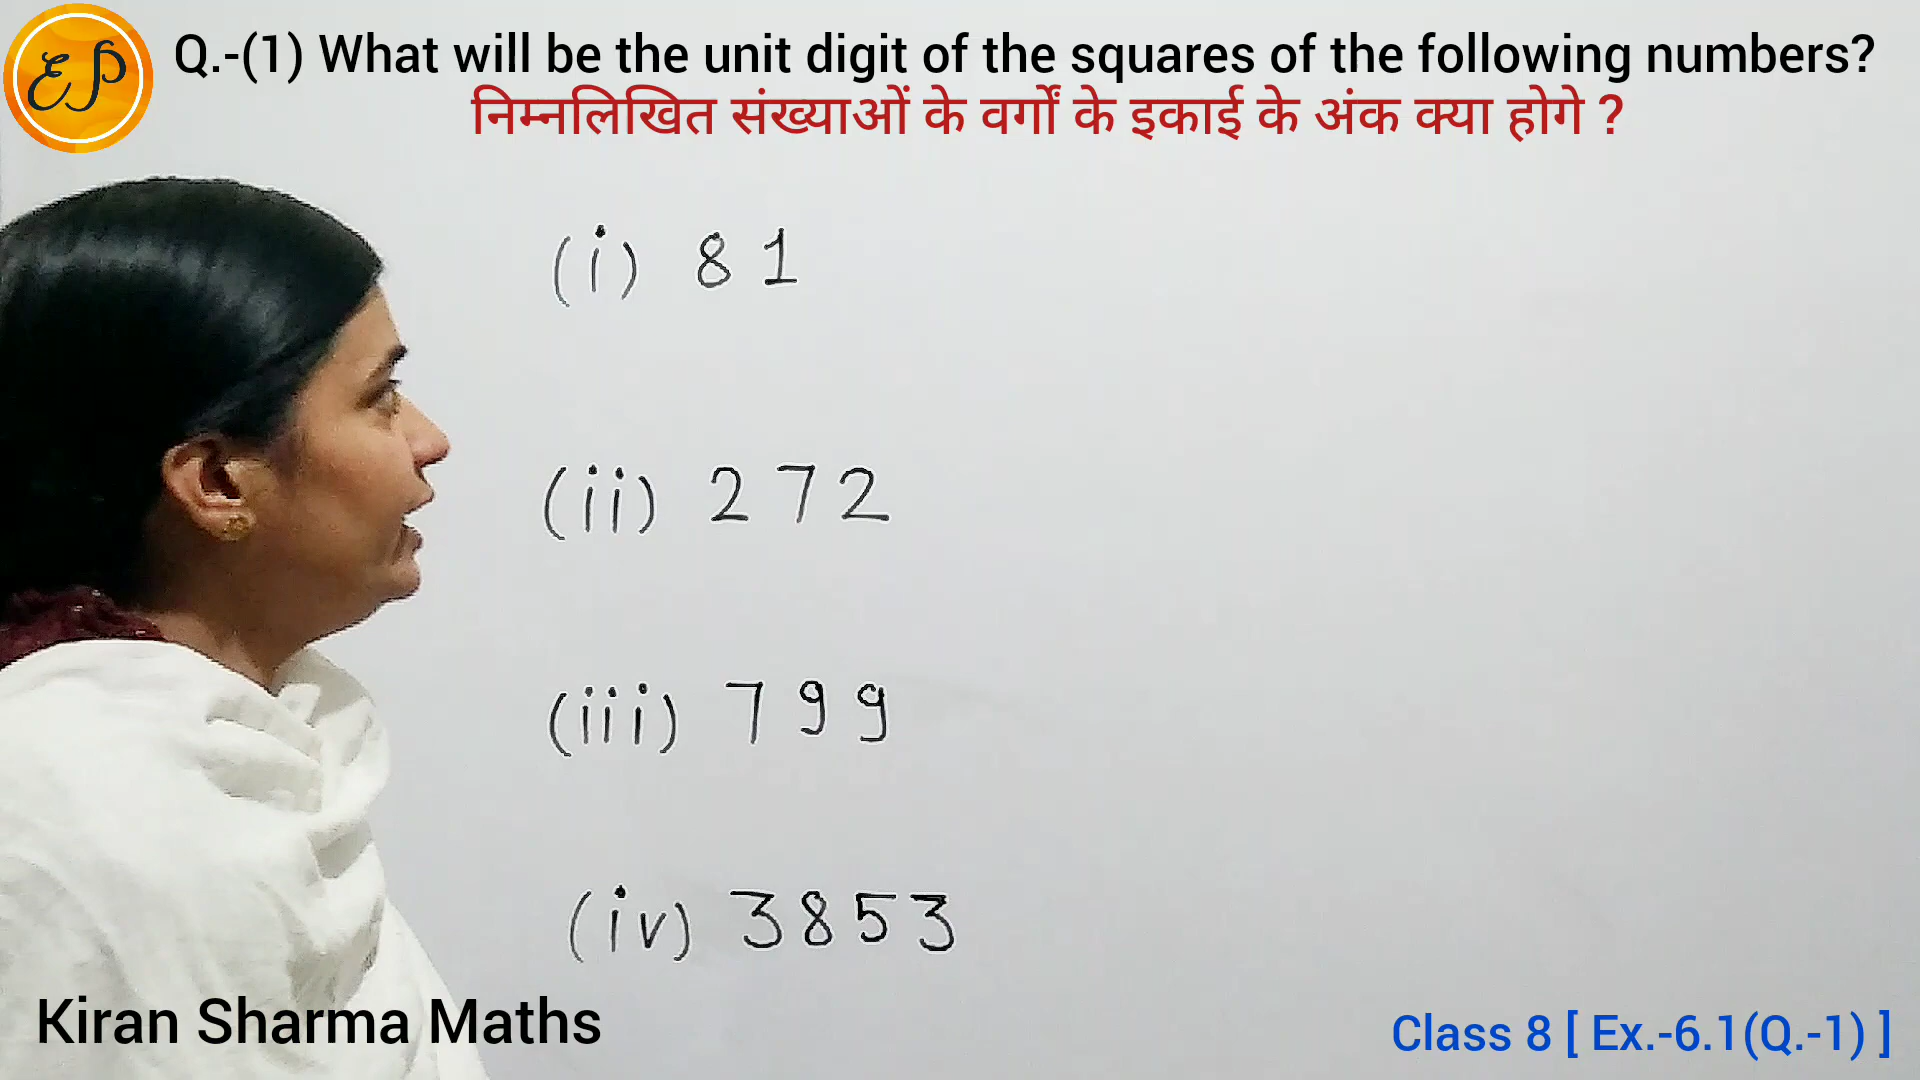 EP
Q.-(1) What will be the unit digit of the squares of the following numbers?
निम्नलिखित संख्याओं के वर्गों के इकाई के अंक क्या होगे ?
(i) 81
(ii) 272
(iii) 799
(iv) 3853
Kiran Sharma Maths
Class 8 [ Ex.-6.1(Q.-1) ]